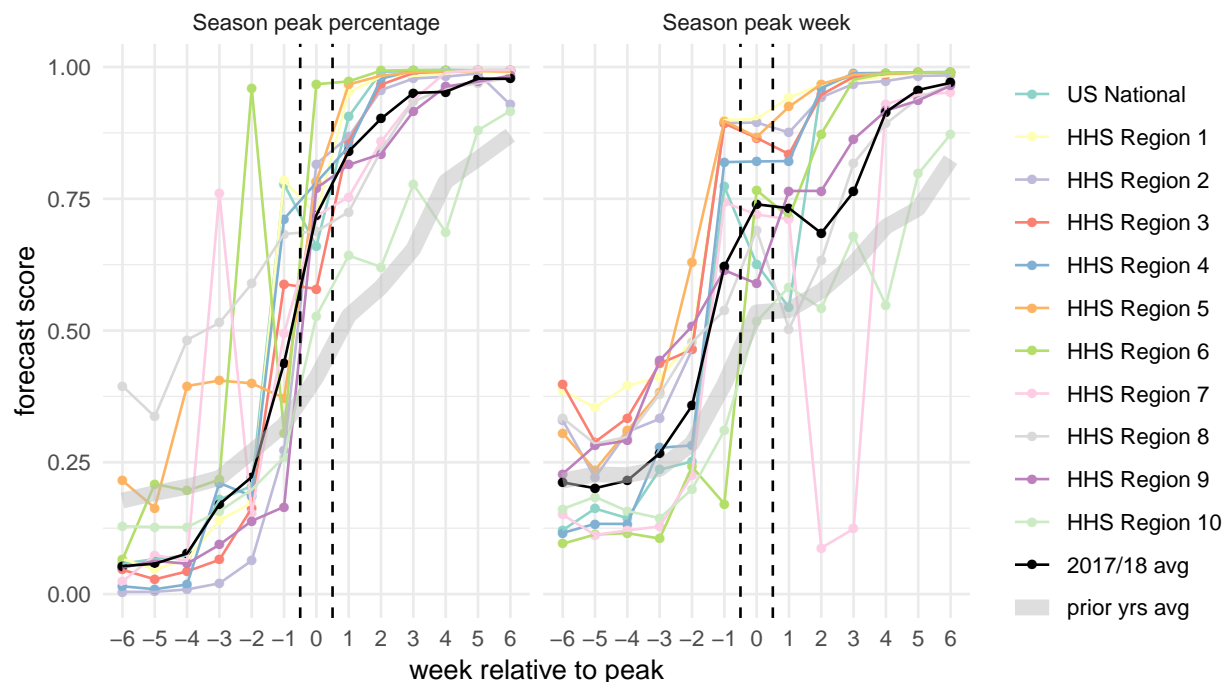 Season peak percentage
Season peak week
forecast score
1.00
0.75
0.50
0.25
0.00
−6 −5 −4 −3 −2 −1 0 1 2 3 4 5 6
−6 −5 −4 −3 −2 −1 0 1 2 3 4 5 6
week relative to peak
US National
HHS Region 1
HHS Region 2
HHS Region 3
HHS Region 4
HHS Region 5
HHS Region 6
HHS Region 7
HHS Region 8
HHS Region 9
HHS Region 10
2017/18 avg
prior yrs avg